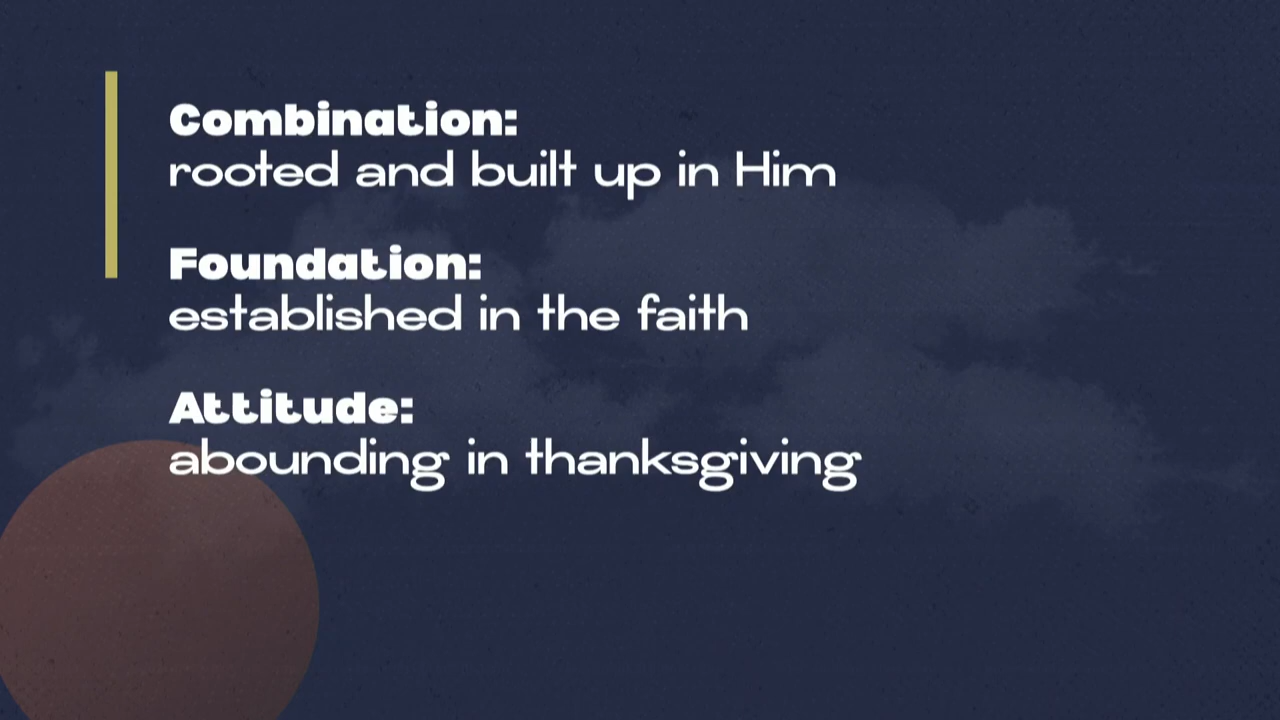 Combination:
rooted and built up in Him
Foundation:
established in the faith
Attitude:
abounding in thanksgiving